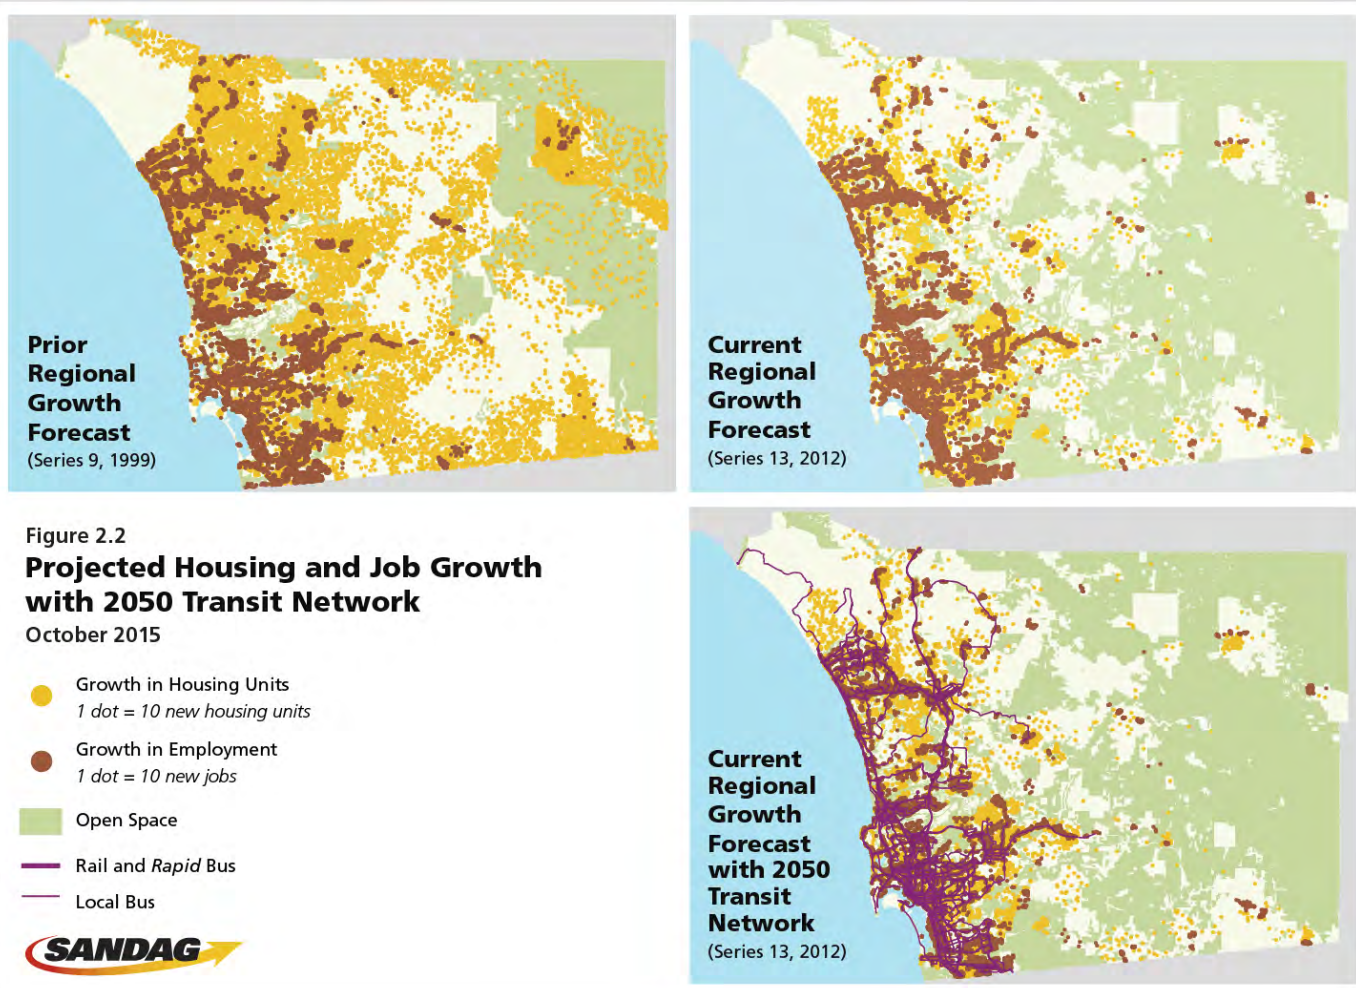 Prior
Regional
Growth
Forecast
(Series 9, 1999)
Current
Regional
Growth
Forecast
(Series 13, 2012)
Figure 2.2
Projected Housing and Job Growth
with 2050 Transit Network
October 2015
Growth in Housing Units
1 dot = 10 new housing units
Growth in Employment
1 dot = 10 new jobs
Open Space
Rail and Rapid Bus
Local Bus
SANDAG
Current
Regional
Growth
Forecast
with 2050
Transit
Network
(Series 13, 2012)